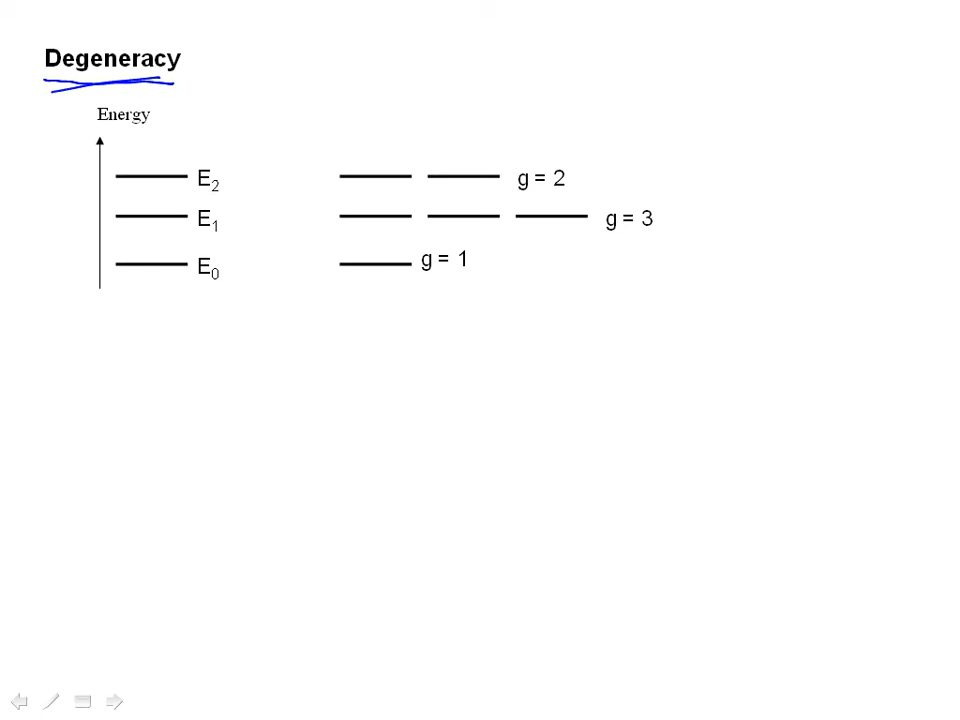 Degeneracy
Energy
E₂ g = 2
E₁ g = 3
E₀ g = 1